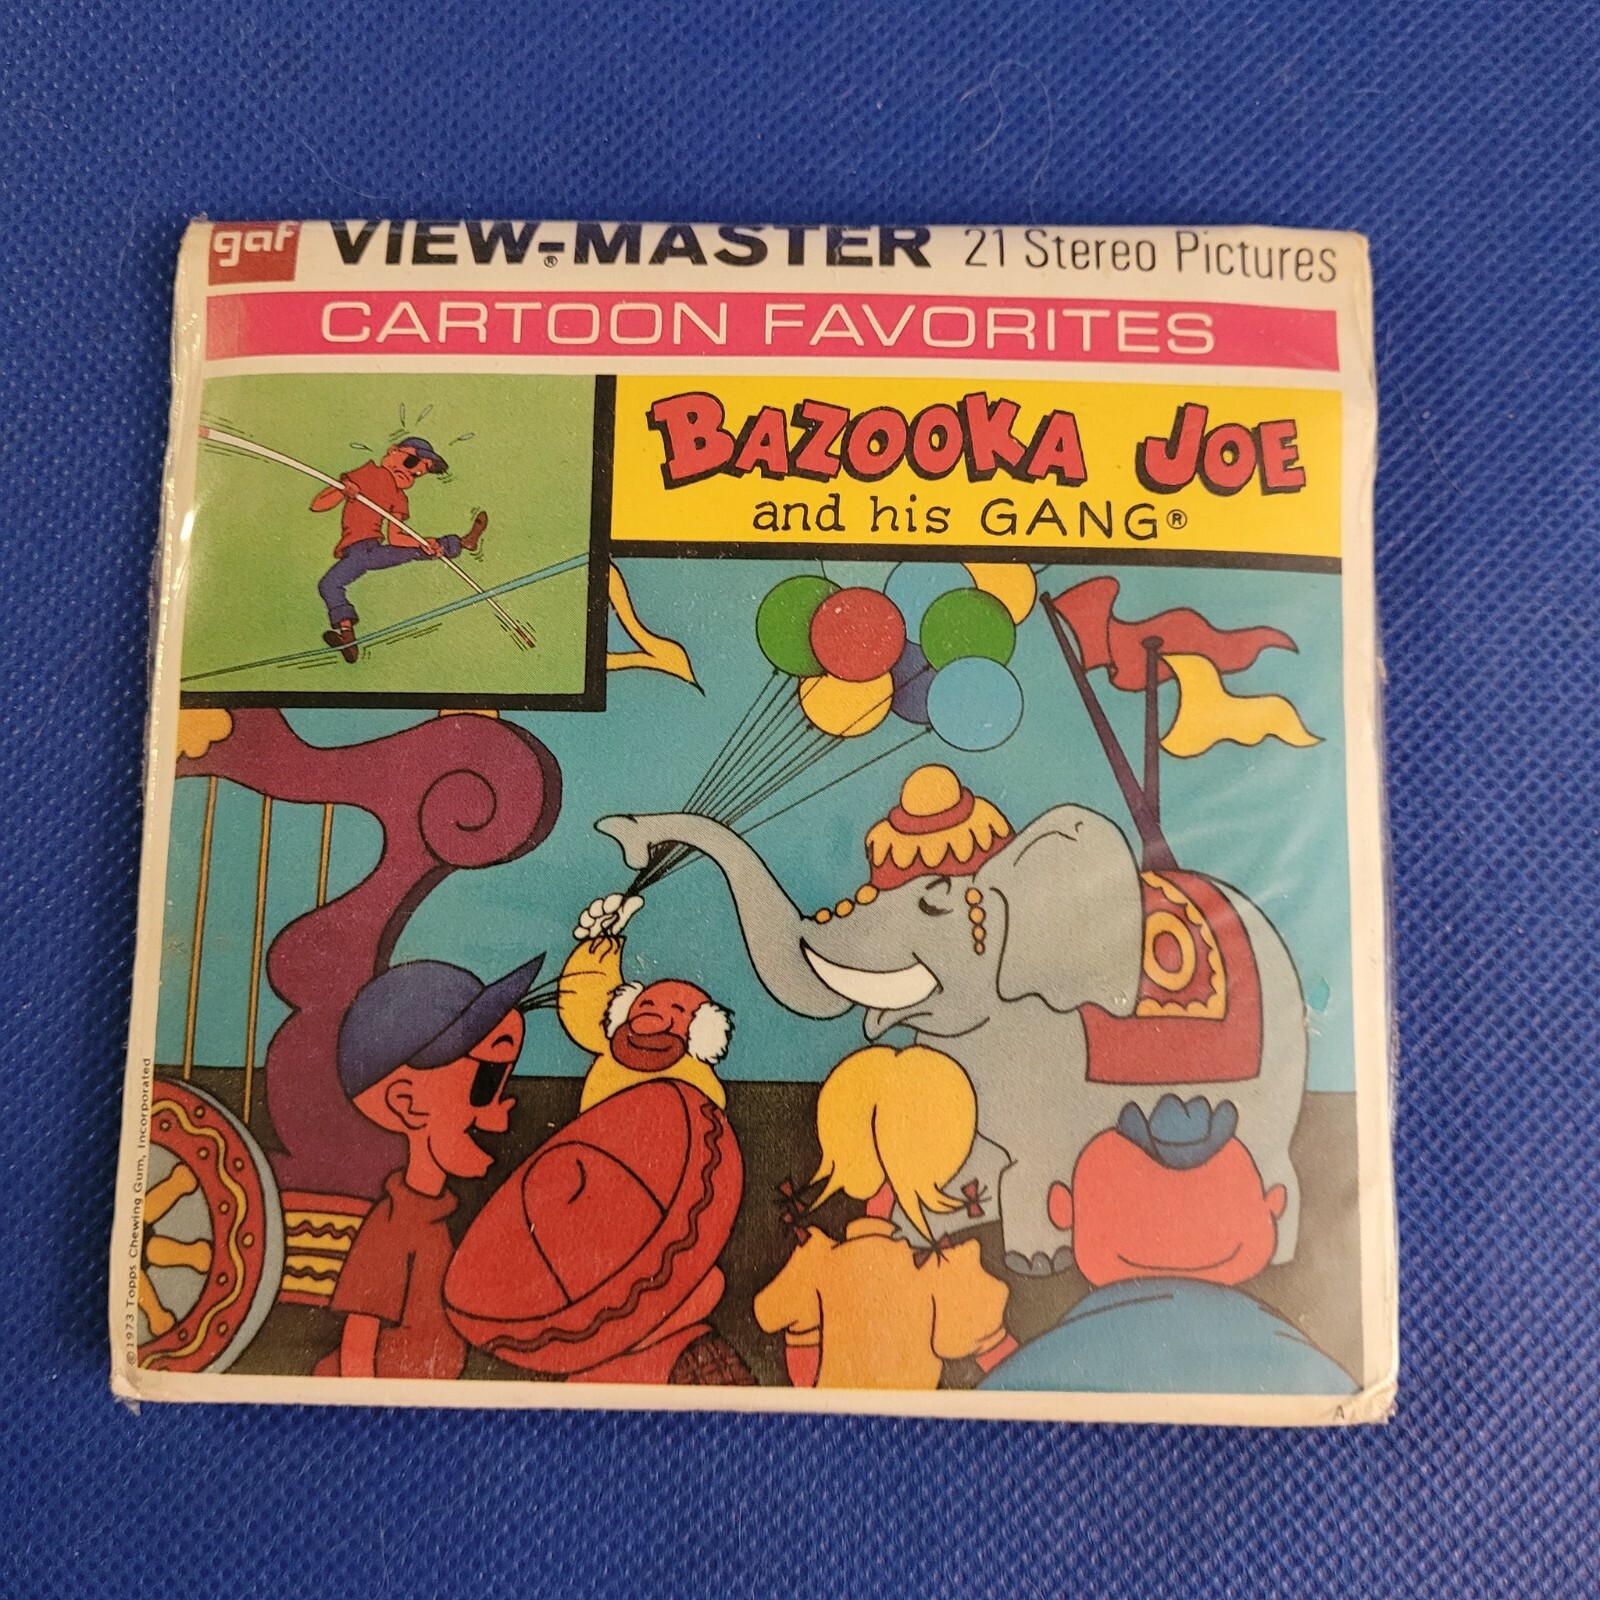 gaf VIEW-MASTER® 21 Stereo Pictures
CARTOON FAVORITES
BAZOOKA JOE
and his GANG®
©1973 Topps Chewing Gum, Incorporated
A